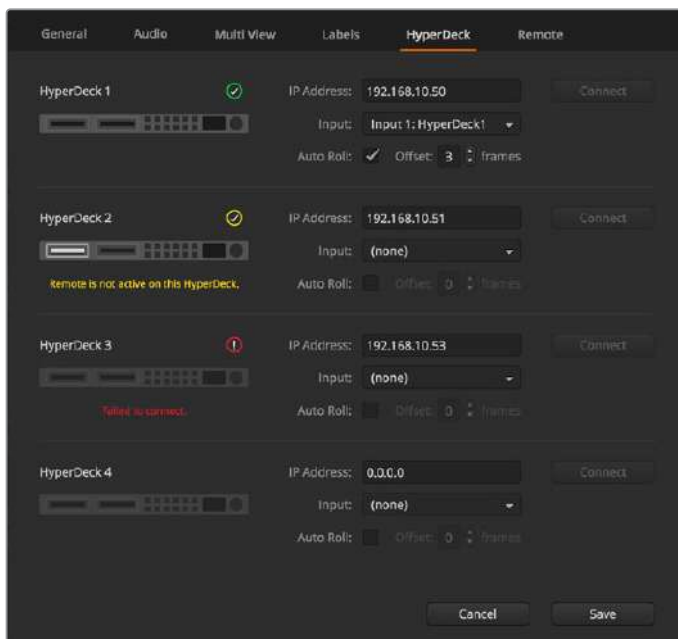 General Audio Multi View Labels HyperDeck Remote
HyperDeck 1 IP Address: 192.168.10.50 Connect
Input: Input 1: HyperDeck1
Auto Roll: Offset: 3 frames
HyperDeck 2 IP Address: 192.168.10.51 Connect
Input: (none)
Remote is not active on this HyperDeck. Auto Roll: Offset: 0 frames
HyperDeck 3 IP Address: 192.168.10.53 Connect
Input: (none)
Failed to connect. Auto Roll: Offset: 0 frames
HyperDeck 4 IP Address: 0.0.0.0 Connect
Input: (none)
Auto Roll: Offset: 0 frames
Cancel Save